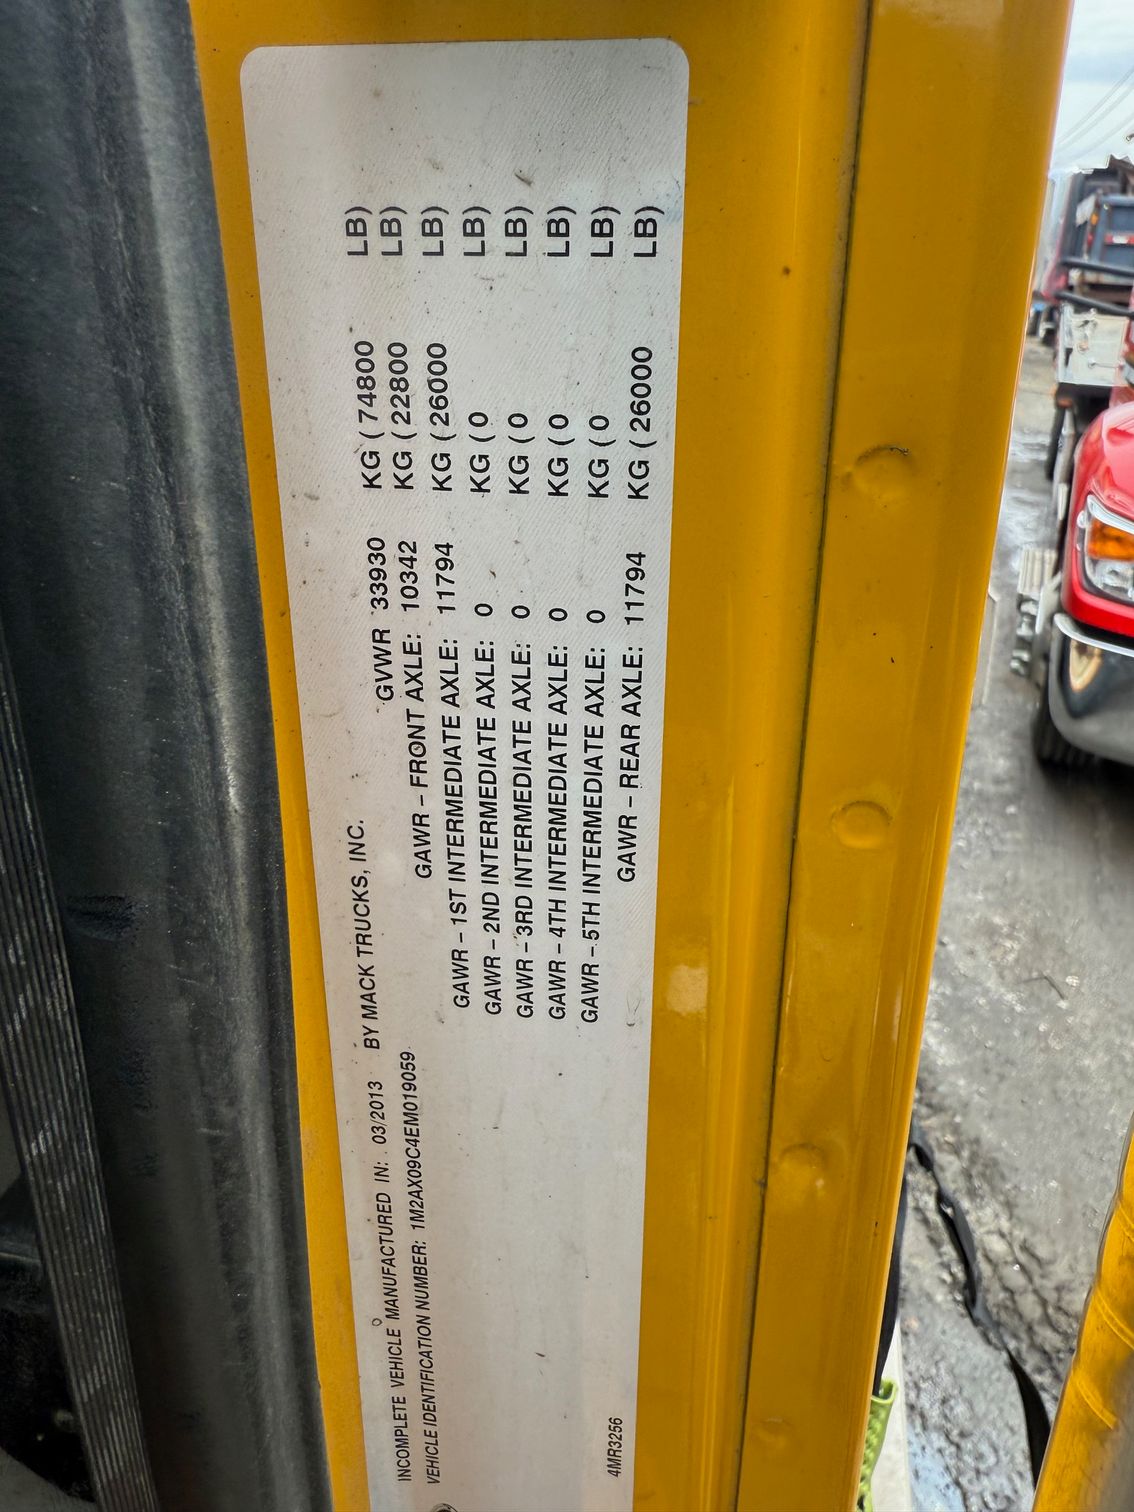 INCOMPLETE VEHICLE MANUFACTURED IN: 03/2013 BY MACK TRUCKS, INC.
VEHICLE IDENTIFICATION NUMBER: 1M2AX09C4EM019059
GVWR 33930 KG ( 74800 LB)
GAWR - FRONT AXLE: 10342 KG ( 22800 LB)
GAWR - 1ST INTERMEDIATE AXLE: 11794 KG ( 26000 LB)
GAWR - 2ND INTERMEDIATE AXLE: 0 KG ( 0 LB)
GAWR - 3RD INTERMEDIATE AXLE: 0 KG ( 0 LB)
GAWR - 4TH INTERMEDIATE AXLE: 0 KG ( 0 LB)
GAWR - 5TH INTERMEDIATE AXLE: 0 KG ( 0 LB)
GAWR - REAR AXLE: 11794 KG ( 26000 LB)
4MR3256